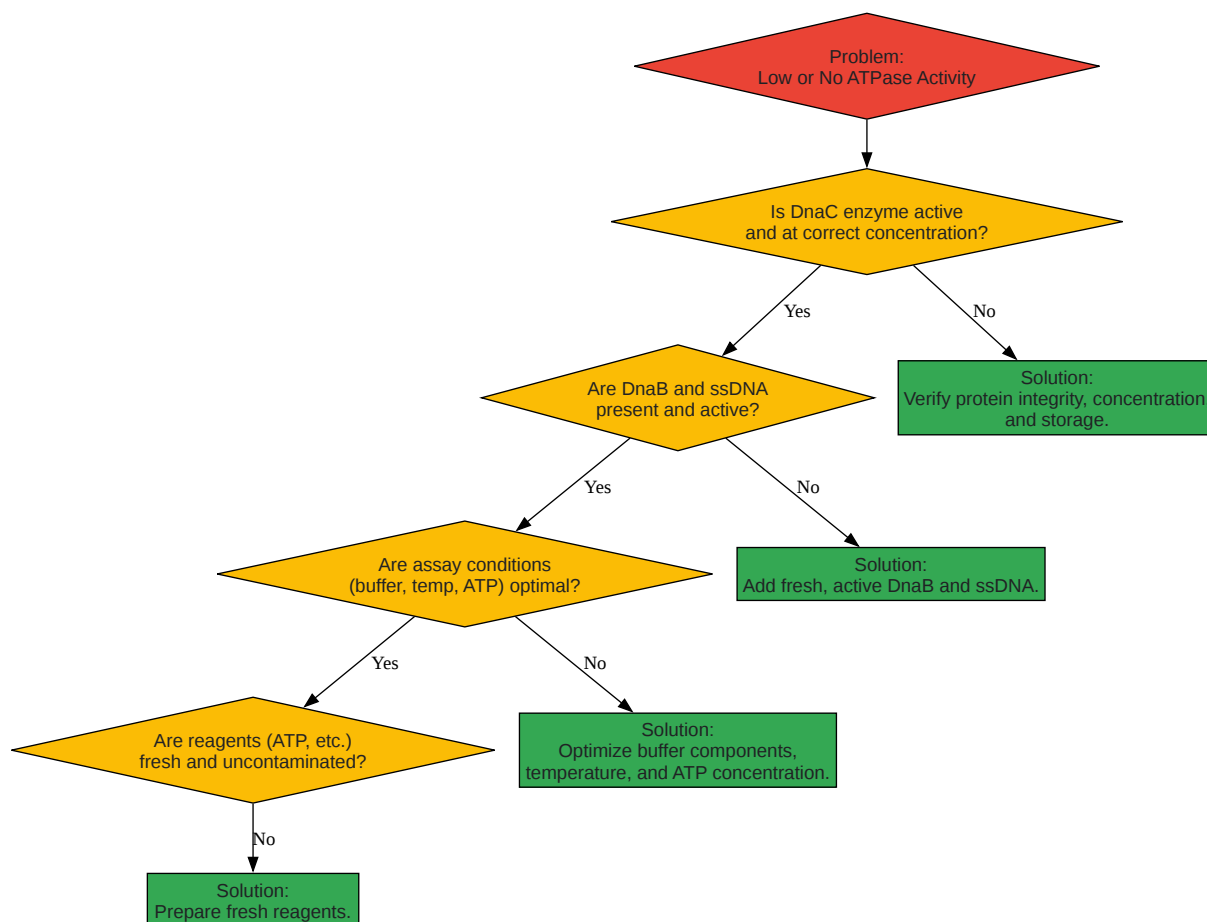 Problem:
Low or No ATPase Activity
Is DnaC enzyme active
and at correct concentration?
Yes
No
Are DnaB and ssDNA
present and active?
Solution:
Verify protein integrity, concentration,
and storage.
Yes
No
Are assay conditions
(buffer, temp, ATP) optimal?
Solution:
Add fresh, active DnaB and ssDNA.
Yes
No
Are reagents (ATP, etc.)
fresh and uncontaminated?
Solution:
Optimize buffer components,
temperature, and ATP concentration.
No
Solution:
Prepare fresh reagents.